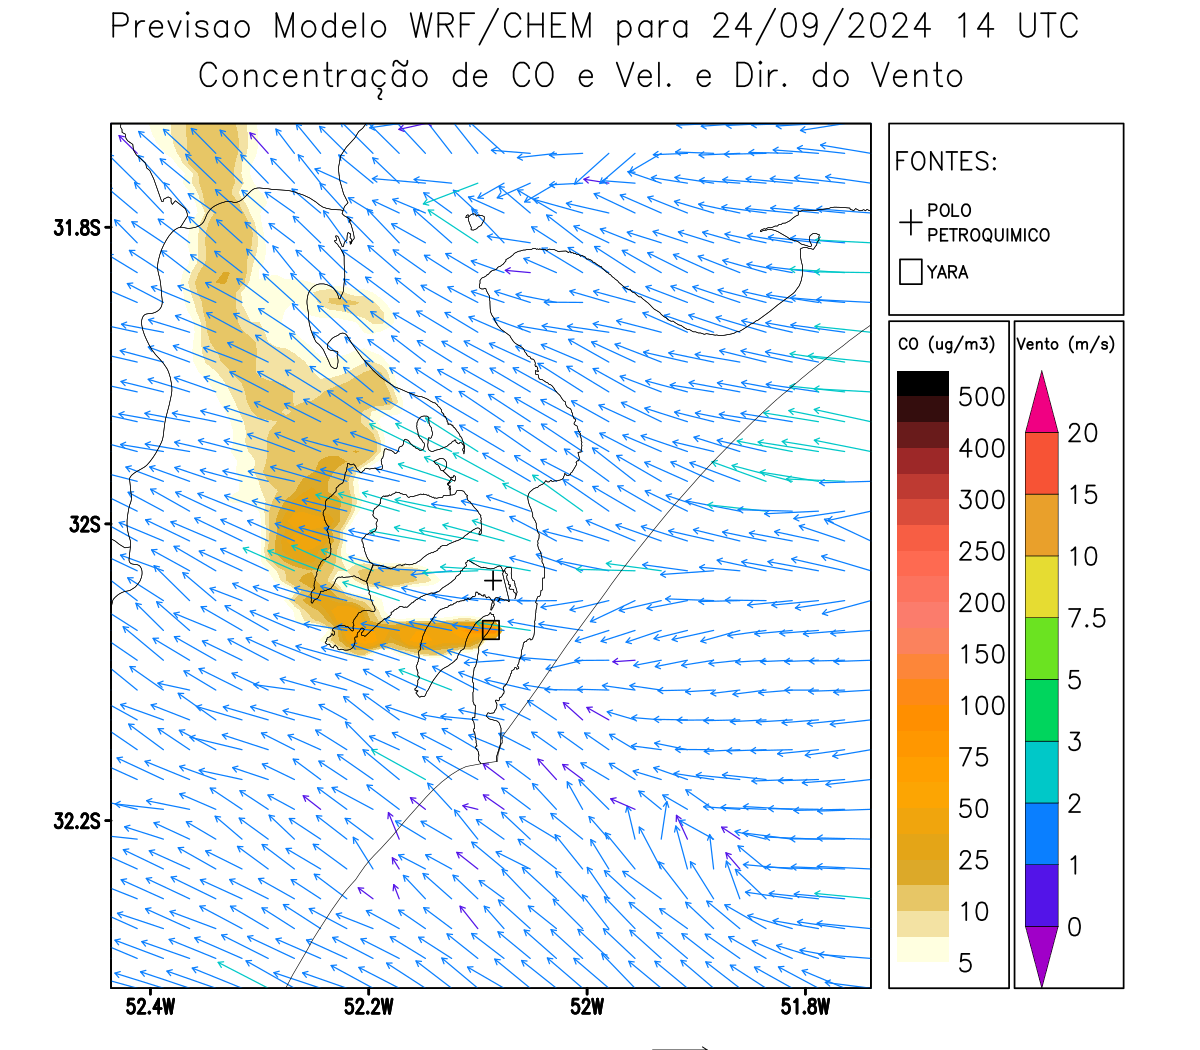 Previsao Modelo WRF/CHEM para 24/09/2024 14 UTC
Concentração de CO e Vel. e Dir. do Vento
FONTES:
POLO
PETROQUIMICO
YARA
CO (ug/m3)
500
400
300
250
200
150
100
75
50
25
10
5
Vento (m/s)
20
15
10
7.5
5
3
2
1
0
31.8S
32S
32.2S
52.4W
52.2W
52W
51.8W